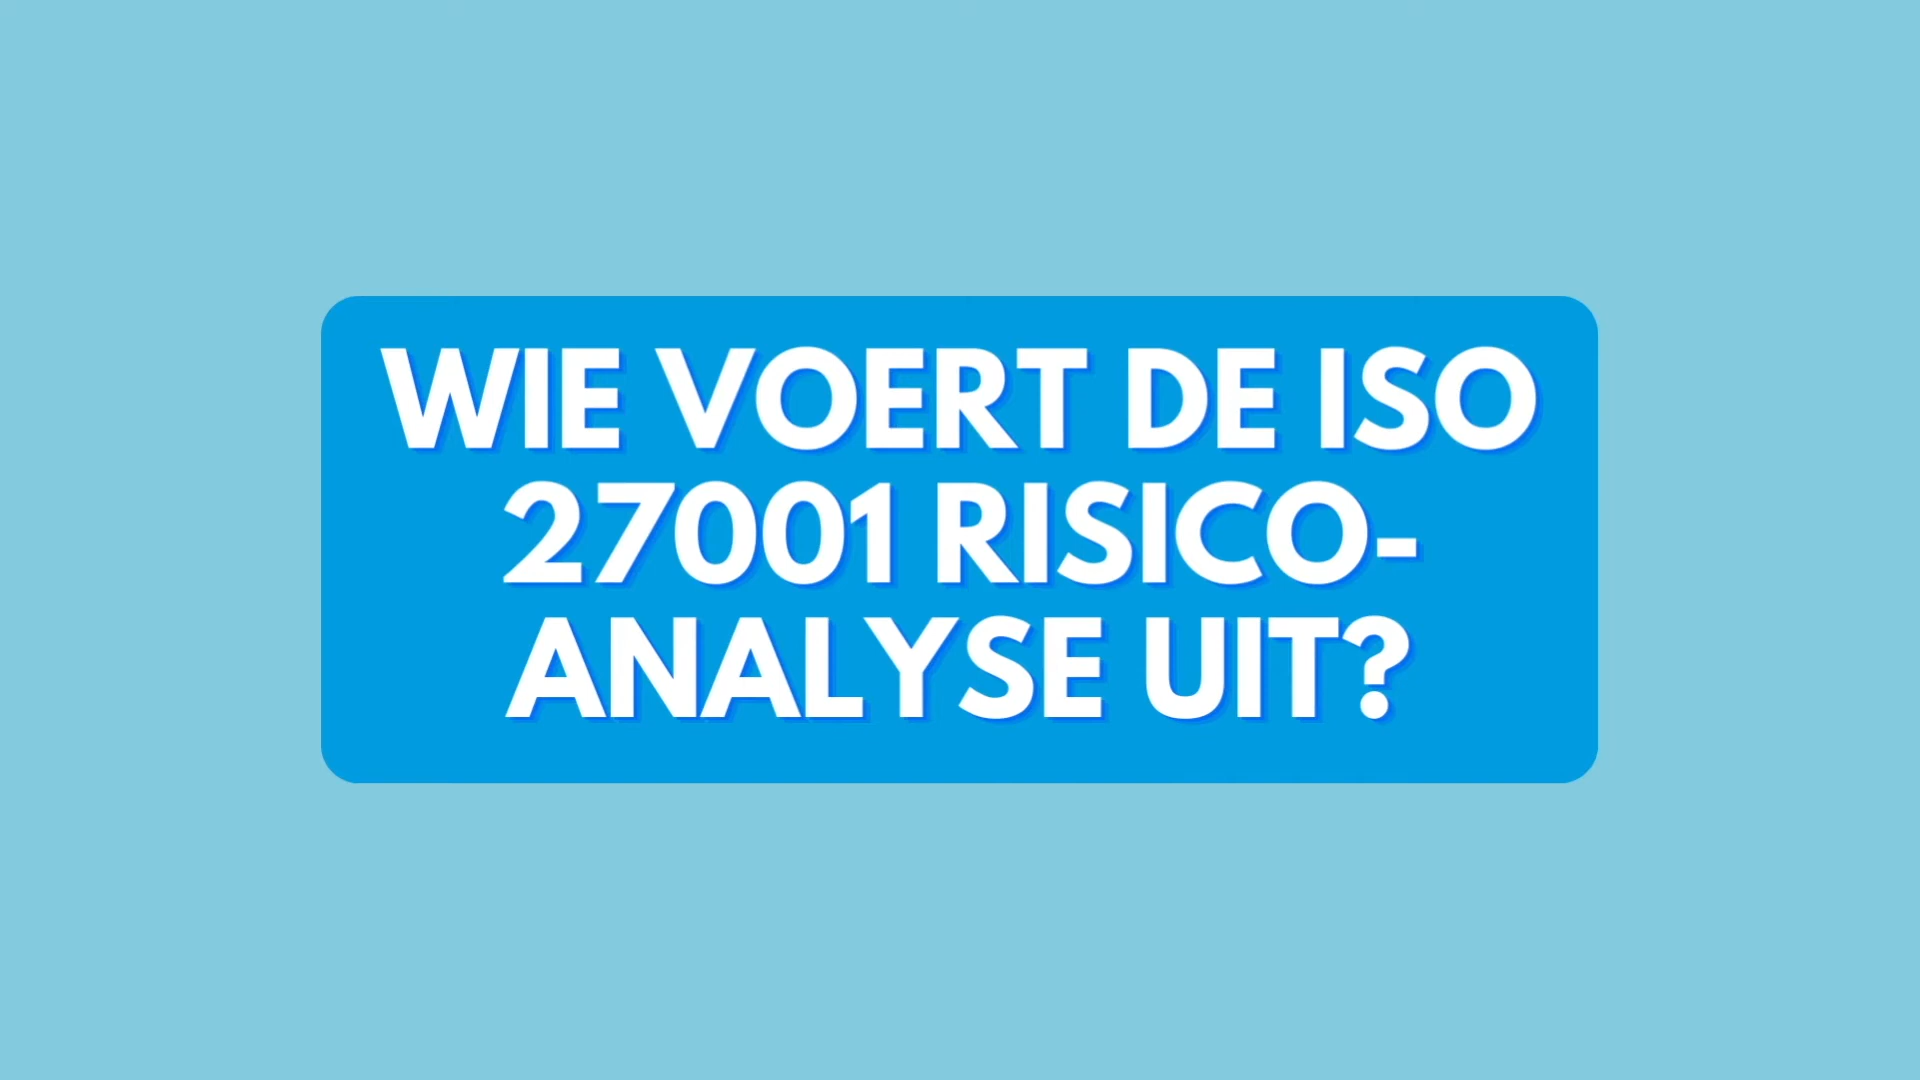 WIE VOERT DE ISO
27001 RISICO-
ANALYSE UIT?